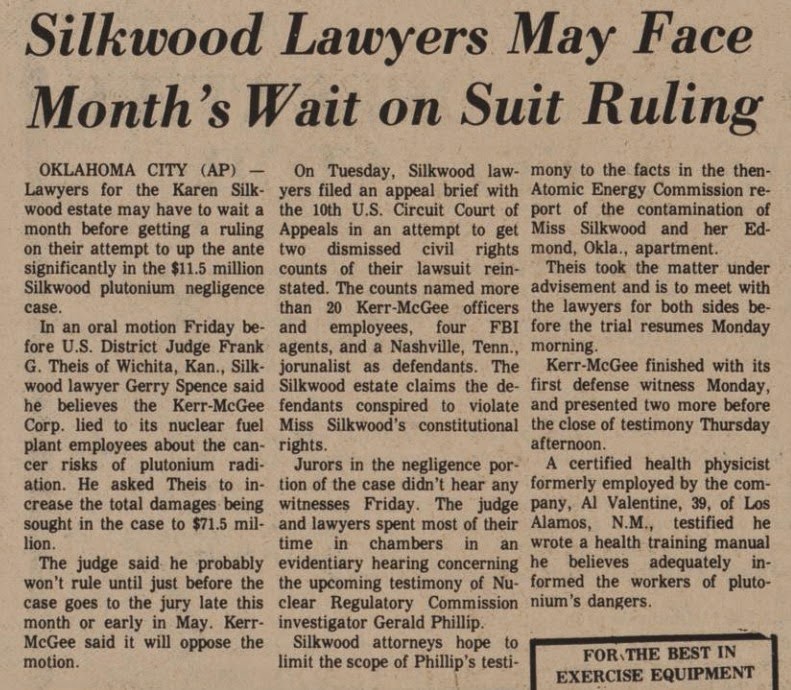 Silkwood Lawyers May Face
Month's Wait on Suit Ruling
OKLAHOMA CITY (AP) —
Lawyers for the Karen Silk-
wood estate may have to wait a
month before getting a ruling
on their attempt to up the ante
significantly in the $11.5 million
Silkwood plutonium negligence
case.
In an oral motion Friday be-
fore U.S. District Judge Frank
G. Theis of Wichita, Kan., Silk-
wood lawyer Gerry Spence said
he believes the Kerr-McGee
Corp. lied to its nuclear fuel
plant employees about the can-
cer risks of plutonium radi-
ation. He asked Theis to in-
crease the total damages being
sought in the case to $71.5 mil-
lion.
The judge said he probably
won't rule until just before the
case goes to the jury late this
month or early in May. Kerr-
McGee said it will oppose the
motion.
On Tuesday, Silkwood law-
yers filed an appeal brief with
the 10th U.S. Circuit Court of
Appeals in an attempt to get
two dismissed civil rights
counts of their lawsuit rein-
stated. The counts named more
than 20 Kerr-McGee officers
and employees, four FBI
agents, and a Nashville, Tenn.,
jorunalist as defendants. The
Silkwood estate claims the de-
fendants conspired to violate
Miss Silkwood's constitutional
rights.
Jurors in the negligence por-
tion of the case didn't hear any
witnesses Friday. The judge
and lawyers spent most of their
time in chambers in an
evidentiary hearing concerning
the upcoming testimony of Nu-
clear Regulatory Commission
investigator Gerald Phillip.
Silkwood attorneys hope to
limit the scope of Phillip's testi-
mony to the facts in the then-
Atomic Energy Commission re-
port of the contamination of
Miss Silkwood and her Ed-
mond, Okla., apartment.
Theis took the matter under
advisement and is to meet with
the lawyers for both sides be-
fore the trial resumes Monday
morning.
Kerr-McGee finished with its
first defense witness Monday,
and presented two more before
the close of testimony Thursday
afternoon.
A certified health physicist
formerly employed by the com-
pany, Al Valentine, 39, of Los
Alamos, N.M., testified he
wrote a health training manual
he believes adequately in-
formed the workers of pluto-
nium's dangers.
FOR THE BEST IN
EXERCISE EQUIPMENT